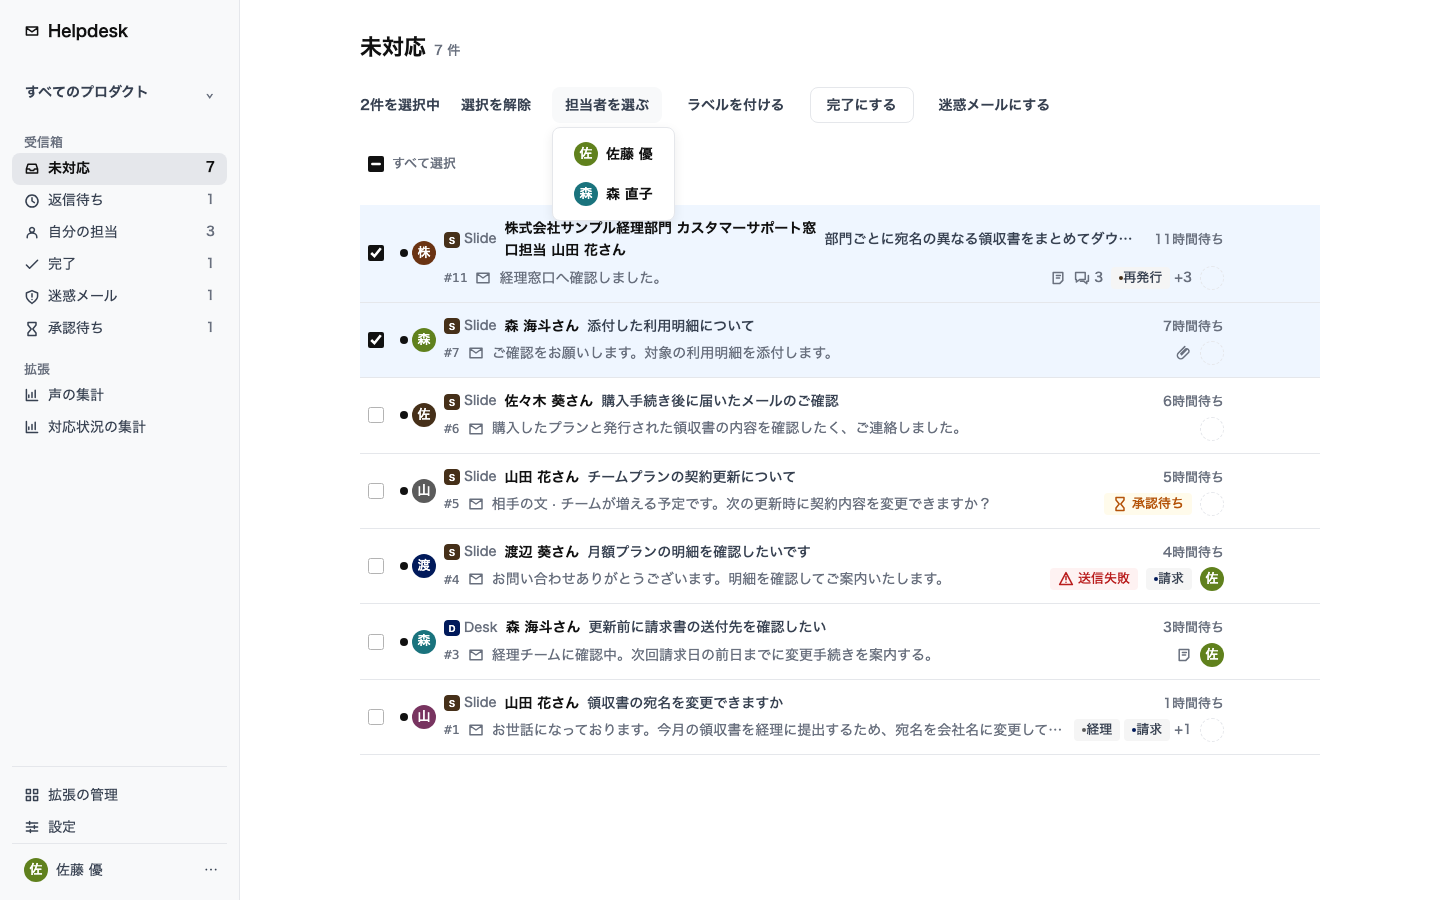 Helpdesk
すべてのプロダクト
受信箱
未対応 7
返信待ち 1
自分の担当 3
完了 1
迷惑メール 1
承認待ち 1
拡張
声の集計
対応状況の集計
拡張の管理
設定
佐 佐藤 優 …
未対応 7 件
2件を選択中 選択を解除 担当者を選ぶ ラベルを付ける 完了にする 迷惑メールにする
佐 佐藤 優
森 森 直子
すべて選択
株 S Slide 株式会社サンプル経理部門 カスタマーサポート窓口担当 山田 花さん 部門ごとに宛名の異なる領収書をまとめてダウ… 11時間待ち
#11 経理窓口へ確認しました。 3 •再発行 +3
森 S Slide 森 海斗さん 添付した利用明細について 7時間待ち
#7 ご確認をお願いします。対象の利用明細を添付します。
佐 S Slide 佐々木 葵さん 購入手続き後に届いたメールのご確認 6時間待ち
#6 購入したプランと発行された領収書の内容を確認したく、ご連絡しました。
山 S Slide 山田 花さん チームプランの契約更新について 5時間待ち
#5 相手の文 · チームが増える予定です。次の更新時に契約内容を変更できますか？ 承認待ち
渡 S Slide 渡辺 葵さん 月額プランの明細を確認したいです 4時間待ち
#4 お問い合わせありがとうございます。明細を確認してご案内いたします。 送信失敗 •請求 佐
森 D Desk 森 海斗さん 更新前に請求書の送付先を確認したい 3時間待ち
#3 経理チームに確認中。次回請求日の前日までに変更手続きを案内する。 佐
山 S Slide 山田 花さん 領収書の宛名を変更できますか 1時間待ち
#1 お世話になっております。今月の領収書を経理に提出するため、宛名を会社名に変更して… •経理 •請求 +1